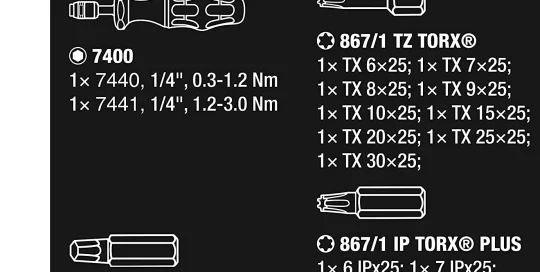 7400
1× 7440, 1/4", 0.3-1.2 Nm
1× 7441, 1/4", 1.2-3.0 Nm
867/1 TZ TORX®
1× TX 6×25; 1× TX 7×25;
1× TX 8×25; 1× TX 9×25;
1× TX 10×25; 1× TX 15×25;
1× TX 20×25; 1× TX 25×25;
1× TX 30×25;
867/1 IP TORX® PLUS
1× 6 IPx25; 1× 7 IPx25;